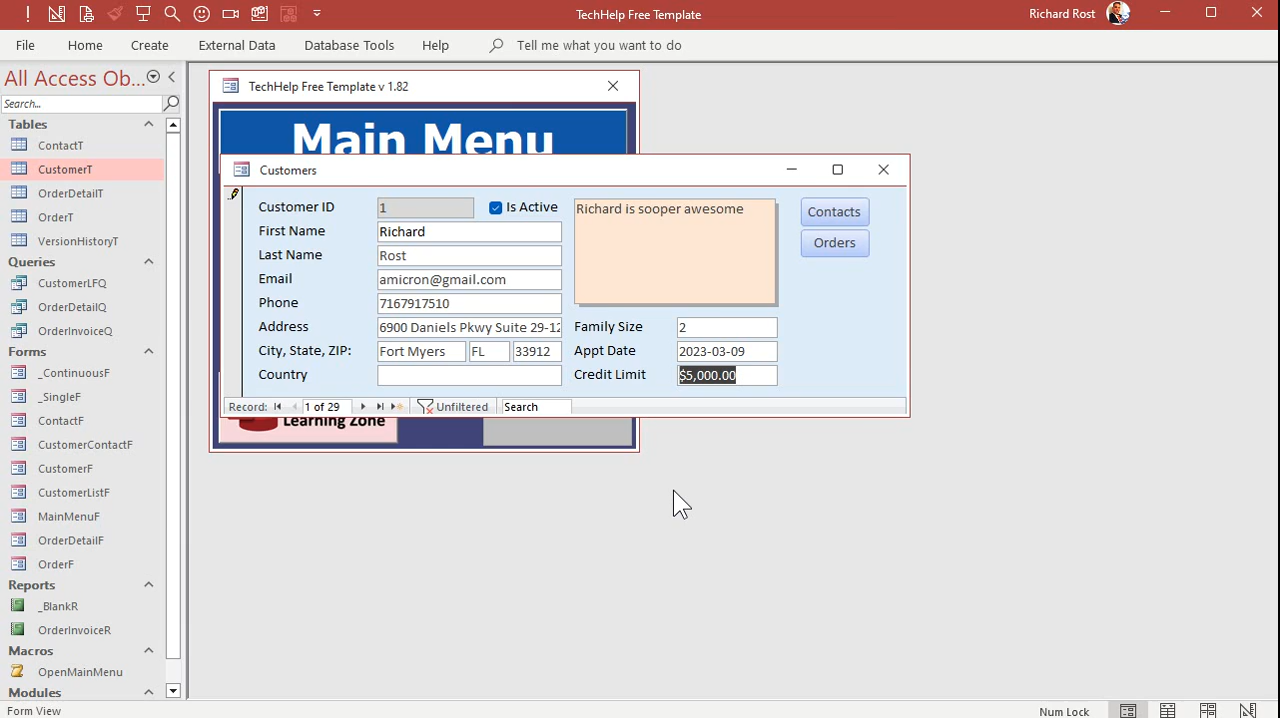 TechHelp Free Template
Richard Rost
File Home Create External Data Database Tools Help Tell me what you want to do
All Access Ob...
Search...
Tables
ContactT
CustomerT
OrderDetailT
OrderT
VersionHistoryT
Queries
CustomerLFQ
OrderDetailQ
OrderInvoiceQ
Forms
_ContinuousF
_SingleF
ContactF
CustomerContactF
CustomerF
CustomerListF
MainMenuF
OrderDetailF
OrderF
Reports
_BlankR
OrderInvoiceR
Macros
OpenMainMenu
Modules
TechHelp Free Template v 1.82
Main Menu
Customers
Customer ID 1 Is Active
First Name Richard
Last Name Rost
Email amicron@gmail.com
Phone 7167917510
Address 6900 Daniels Pkwy Suite 29-12
City, State, ZIP: Fort Myers FL 33912
Country
Richard is sooper awesome
Family Size 2
Appt Date 2023-03-09
Credit Limit $5,000.00
Contacts
Orders
Record: 1 of 29 Unfiltered Search
Learning Zone
Form View
Num Lock